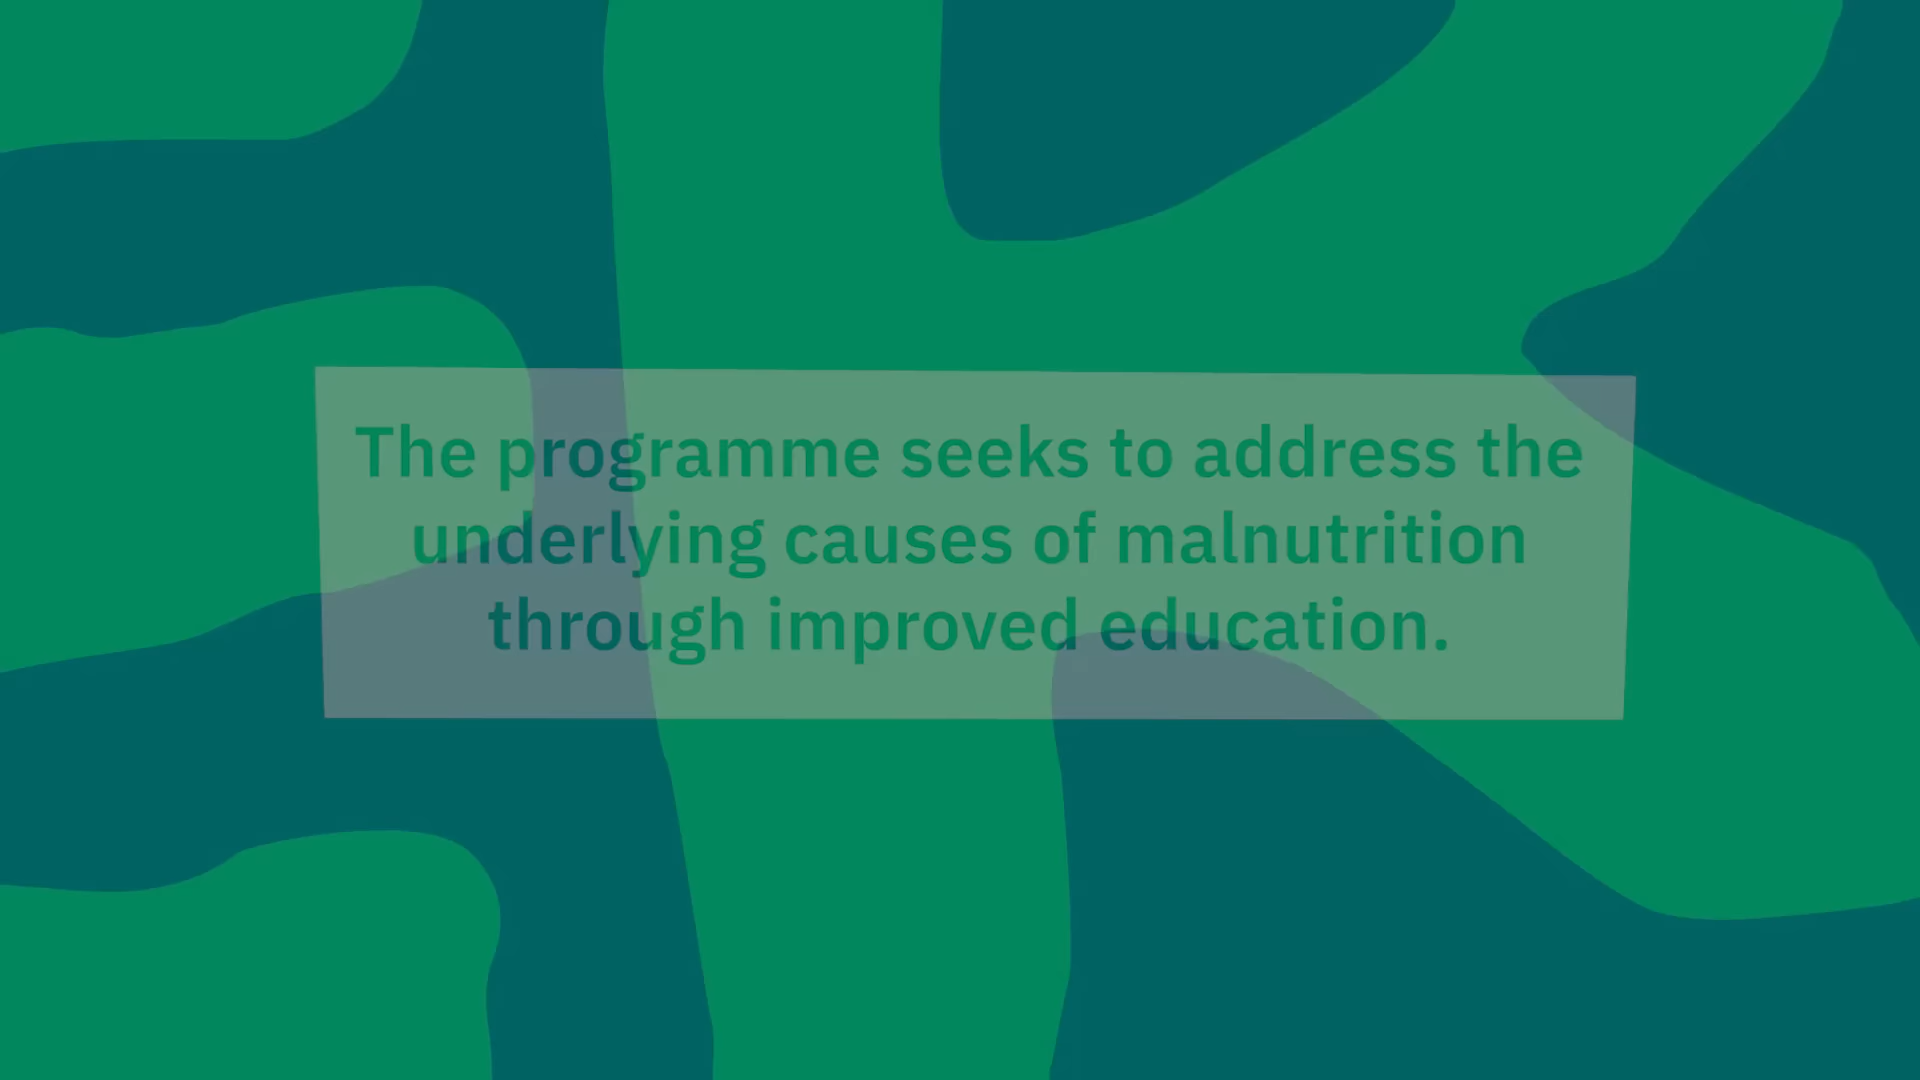 The programme seeks to address the
underlying causes of malnutrition
through improved education.